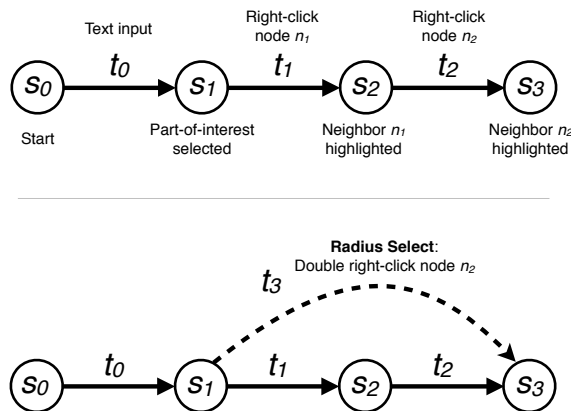 Text input
Right-click
node n1
Right-click
node n2
t0
t1
t2
s0
s1
s2
s3
Start
Part-of-interest
selected
Neighbor n1
highlighted
Neighbor n2
highlighted
Radius Select:
Double right-click node n2
t3
t0
t1
t2
s0
s1
s2
s3